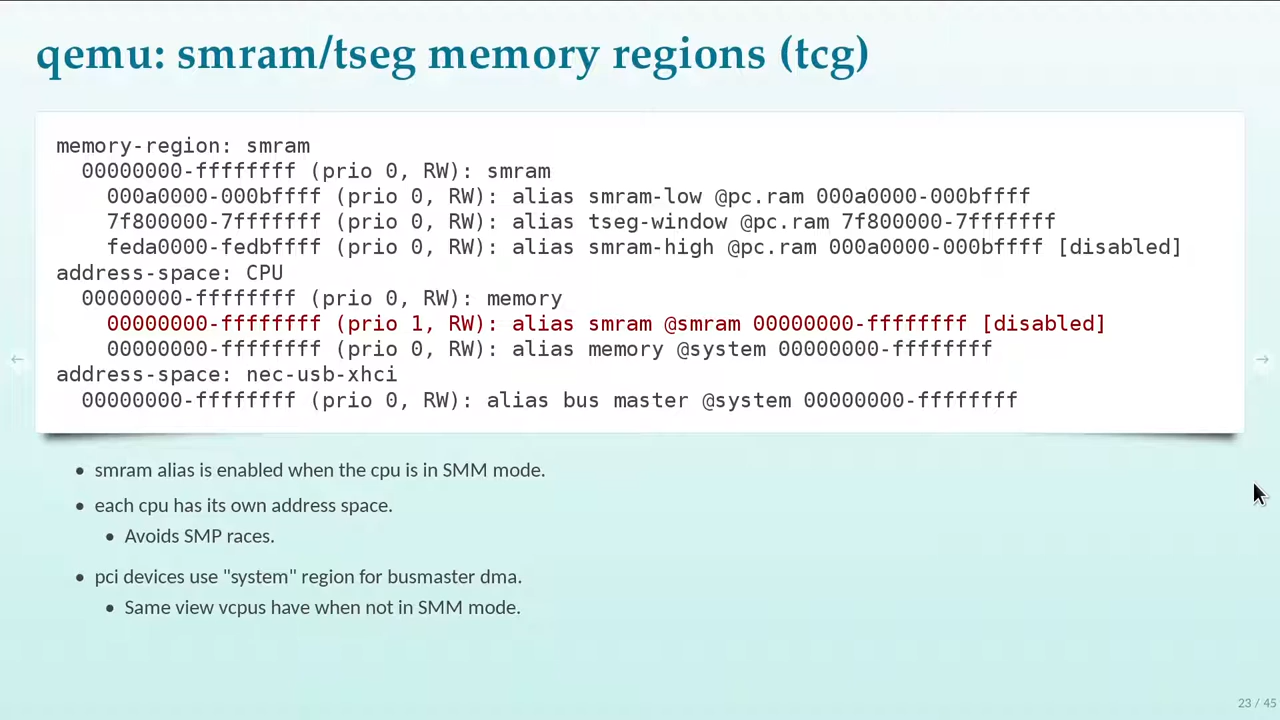 qemu: smram/tseg memory regions (tcg)
memory-region: smram
00000000-ffffffff (prio 0, RW): smram
000a0000-000bffff (prio 0, RW): alias smram-low @pc.ram 000a0000-000bffff
7f800000-7fffffff (prio 0, RW): alias tseg-window @pc.ram 7f800000-7fffffff
feda0000-fedbffff (prio 0, RW): alias smram-high @pc.ram 000a0000-000bffff [disabled]
address-space: CPU
00000000-ffffffff (prio 0, RW): memory
00000000-ffffffff (prio 1, RW): alias smram @smram 00000000-ffffffff [disabled]
00000000-ffffffff (prio 0, RW): alias memory @system 00000000-ffffffff
address-space: nec-usb-xhci
00000000-ffffffff (prio 0, RW): alias bus master @system 00000000-ffffffff
• smram alias is enabled when the cpu is in SMM mode.
• each cpu has its own address space.
• Avoids SMP races.
• pci devices use "system" region for busmaster dma.
• Same view vcpus have when not in SMM mode.
23 / 45